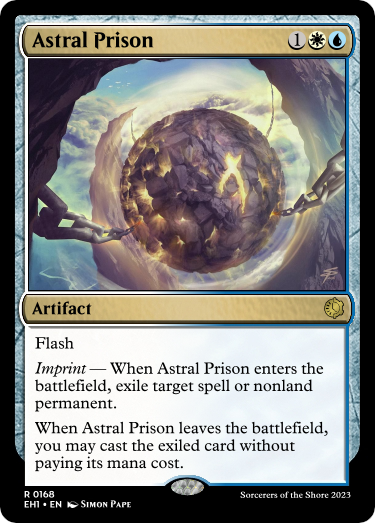 Astral Prison 1
Artifact
Flash
Imprint — When Astral Prison enters the
battlefield, exile target spell or nonland
permanent.
When Astral Prison leaves the battlefield,
you may cast the exiled card without
paying its mana cost.
R 0168
EH1 • EN SIMON PAPE
Sorcerers of the Shore 2023